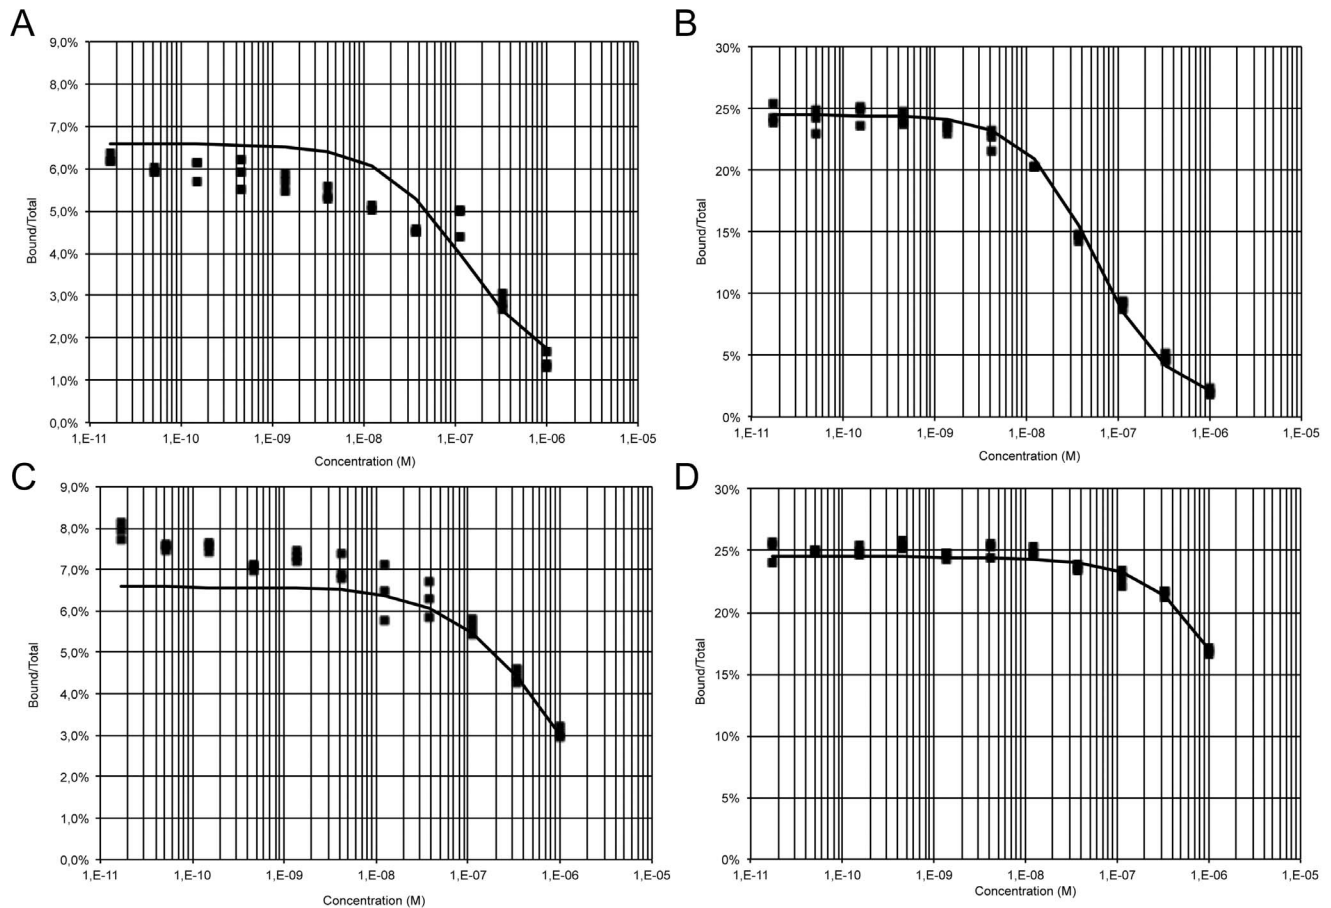 A
9,0%
8,0%
7,0%
6,0%
5,0%
4,0%
3,0%
2,0%
1,0%
0,0%
Bound/Total
1,E-11 1,E-10 1,E-09 1,E-08 1,E-07 1,E-06 1,E-05
Concentration (M)
B
30%
25%
20%
15%
10%
5%
0%
Bound/Total
1,E-11 1,E-10 1,E-09 1,E-08 1,E-07 1,E-06 1,E-05
Concentration (M)
C
9,0%
8,0%
7,0%
6,0%
5,0%
4,0%
3,0%
2,0%
1,0%
0,0%
Bound/Total
1,E-11 1,E-10 1,E-09 1,E-08 1,E-07 1,E-06 1,E-05
Concentration (M)
D
30%
25%
20%
15%
10%
5%
0%
Bound/Total
1,E-11 1,E-10 1,E-09 1,E-08 1,E-07 1,E-06 1,E-05
Concentration (M)